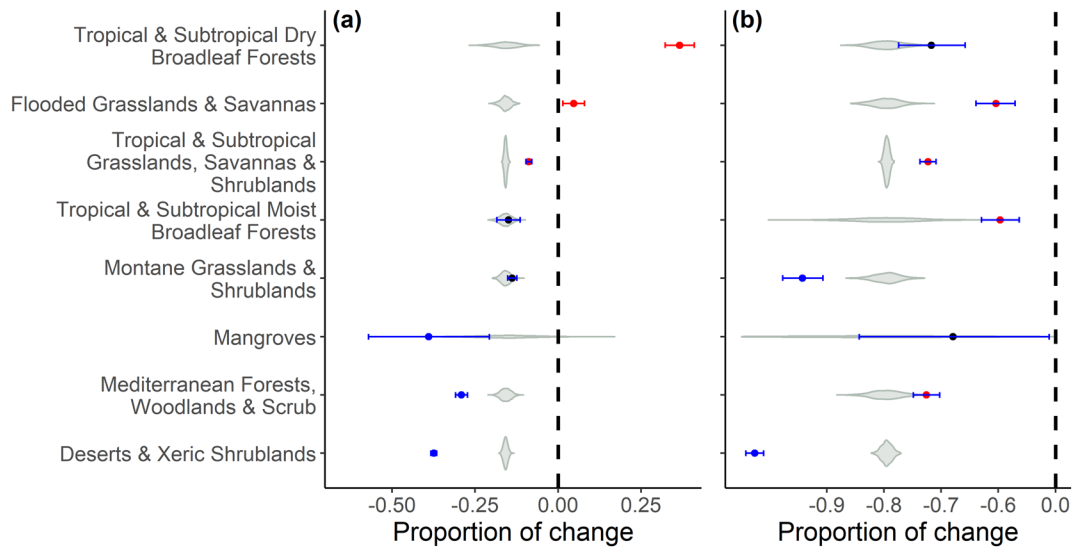 (a)
(b)
Tropical & Subtropical Dry
Broadleaf Forests
Flooded Grasslands & Savannas
Tropical & Subtropical
Grasslands, Savannas &
Shrublands
Tropical & Subtropical Moist
Broadleaf Forests
Montane Grasslands &
Shrublands
Mangroves
Mediterranean Forests,
Woodlands & Scrub
Deserts & Xeric Shrublands
-0.50 -0.25 0.00 0.25
-0.9 -0.7 -0.6 0.0
Proportion of change
Proportion of change